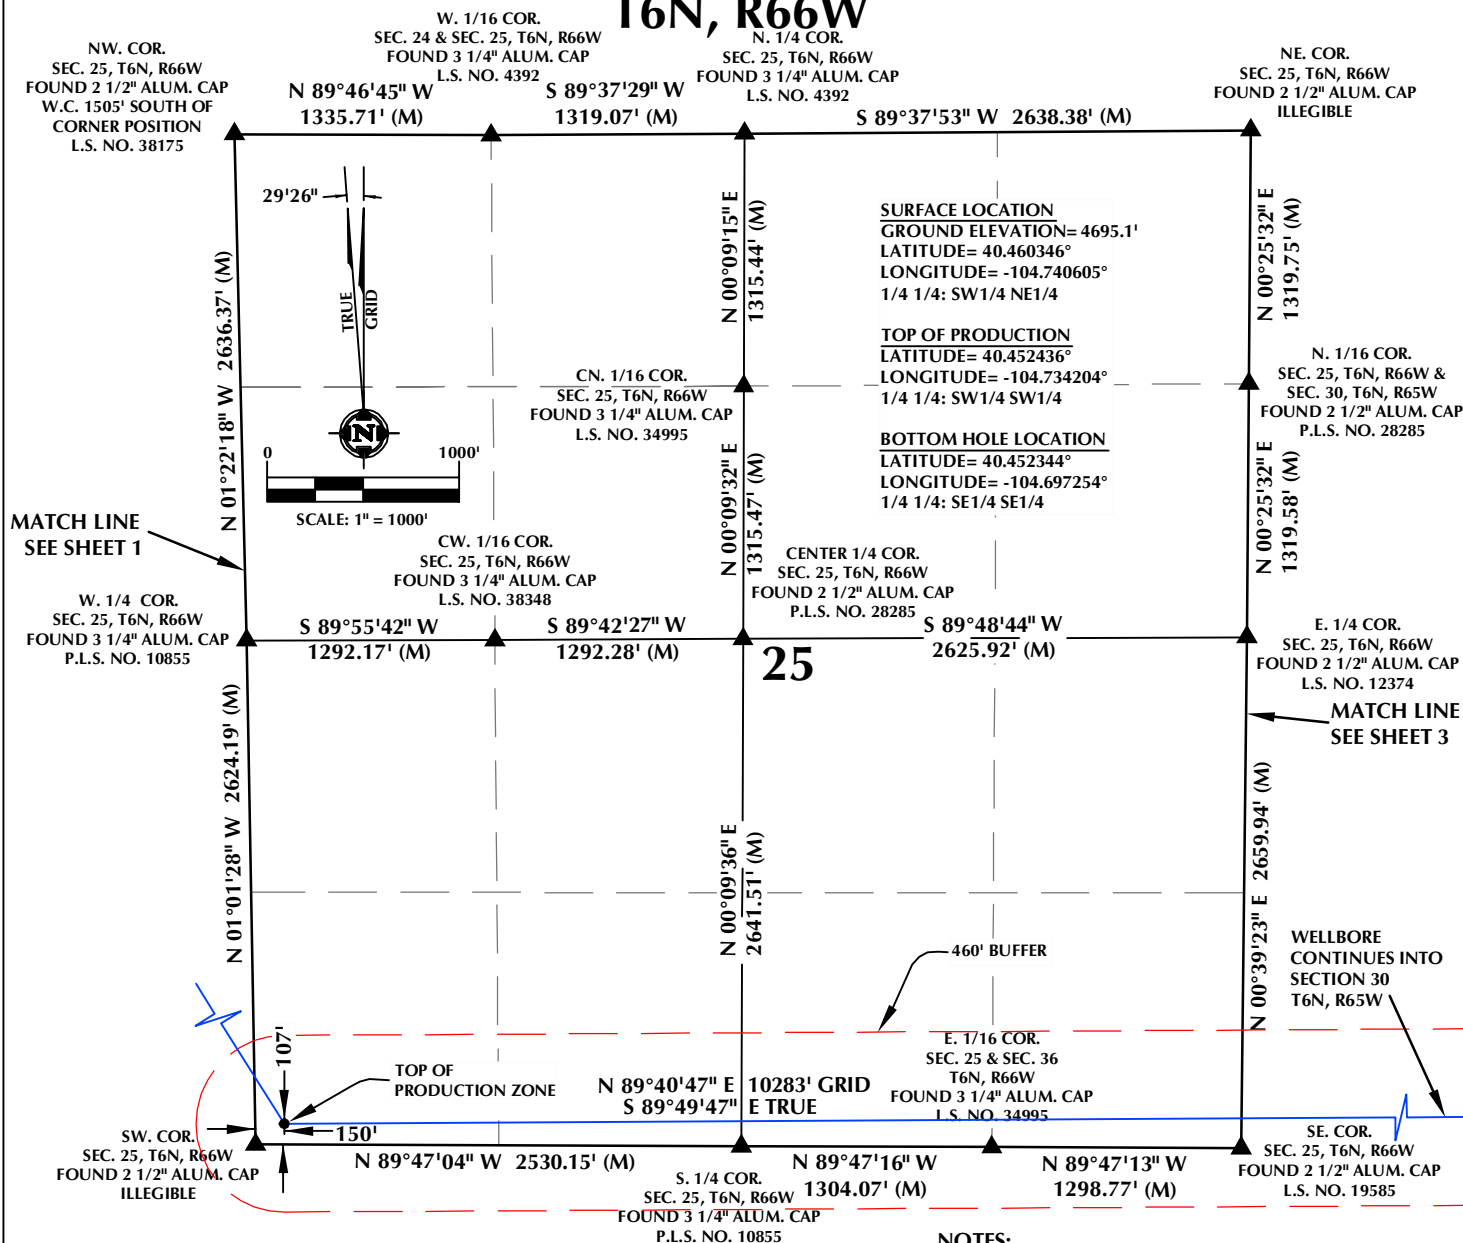 T6N, R66W
W. 1/16 COR.
SEC. 24 & SEC. 25, T6N, R66W
FOUND 3 1/4" ALUM. CAP
L.S. NO. 4392
N. 1/4 COR.
SEC. 25, T6N, R66W
FOUND 3 1/4" ALUM. CAP
L.S. NO. 4392
NW. COR.
SEC. 25, T6N, R66W
FOUND 2 1/2" ALUM. CAP
W.C. 1505' SOUTH OF
CORNER POSITION
L.S. NO. 38175
NE. COR.
SEC. 25, T6N, R66W
FOUND 2 1/2" ALUM. CAP
ILLEGIBLE
N 89°46'45" W
1335.71' (M)
S 89°37'29" W
1319.07' (M)
S 89°37'53" W 2638.38' (M)
29'26"
TRUE
GRID
N
0 1000'
SCALE: 1" = 1000'
N 01°22'18" W 2636.37' (M)
N 00°09'15" E
1315.44' (M)
SURFACE LOCATION
GROUND ELEVATION= 4695.1'
LATITUDE= 40.460346°
LONGITUDE= -104.740605°
1/4 1/4: SW1/4 NE1/4
TOP OF PRODUCTION
LATITUDE= 40.452436°
LONGITUDE= -104.734204°
1/4 1/4: SW1/4 SW1/4
BOTTOM HOLE LOCATION
LATITUDE= 40.452344°
LONGITUDE= -104.697254°
1/4 1/4: SE1/4 SE1/4
N 00°25'32" E
1319.75' (M)
CN. 1/16 COR.
SEC. 25, T6N, R66W
FOUND 3 1/4" ALUM. CAP
L.S. NO. 34995
N. 1/16 COR.
SEC. 25, T6N, R66W &
SEC. 30, T6N, R65W
FOUND 2 1/2" ALUM. CAP
P.L.S. NO. 28285
N 00°09'32" E
1315.47' (M)
N 00°25'32" E
1319.58' (M)
MATCH LINE
SEE SHEET 1
CW. 1/16 COR.
SEC. 25, T6N, R66W
FOUND 3 1/4" ALUM. CAP
L.S. NO. 38348
CENTER 1/4 COR.
SEC. 25, T6N, R66W
FOUND 2 1/2" ALUM. CAP
P.L.S. NO. 28285
W. 1/4 COR.
SEC. 25, T6N, R66W
FOUND 3 1/4" ALUM. CAP
P.L.S. NO. 10855
S 89°55'42" W
1292.17' (M)
S 89°42'27" W
1292.28' (M)
S 89°48'44" W
2625.92' (M)
25
E. 1/4 COR.
SEC. 25, T6N, R66W
FOUND 2 1/2" ALUM. CAP
L.S. NO. 12374
MATCH LINE
SEE SHEET 3
N 01°01'28" W 2624.19' (M)
N 00°09'36" E
2641.51' (M)
N 00°39'23" E 2659.94' (M)
460' BUFFER
WELLBORE
CONTINUES INTO
SECTION 30
T6N, R65W
107'
TOP OF
PRODUCTION ZONE
N 89°40'47" E 10283' GRID
S 89°49'47" E TRUE
E. 1/16 COR.
SEC. 25 & SEC. 36
T6N, R66W
FOUND 3 1/4" ALUM. CAP
L.S. NO. 34995
150'
SW. COR.
SEC. 25, T6N, R66W
FOUND 2 1/2" ALUM. CAP
ILLEGIBLE
N 89°47'04" W 2530.15' (M)
N 89°47'16" W
1304.07' (M)
N 89°47'13" W
1298.77' (M)
SE. COR.
SEC. 25, T6N, R66W
FOUND 2 1/2" ALUM. CAP
L.S. NO. 19585
S. 1/4 COR.
SEC. 25, T6N, R66W
FOUND 3 1/4" ALUM. CAP
P.L.S. NO. 10855
NOTES: